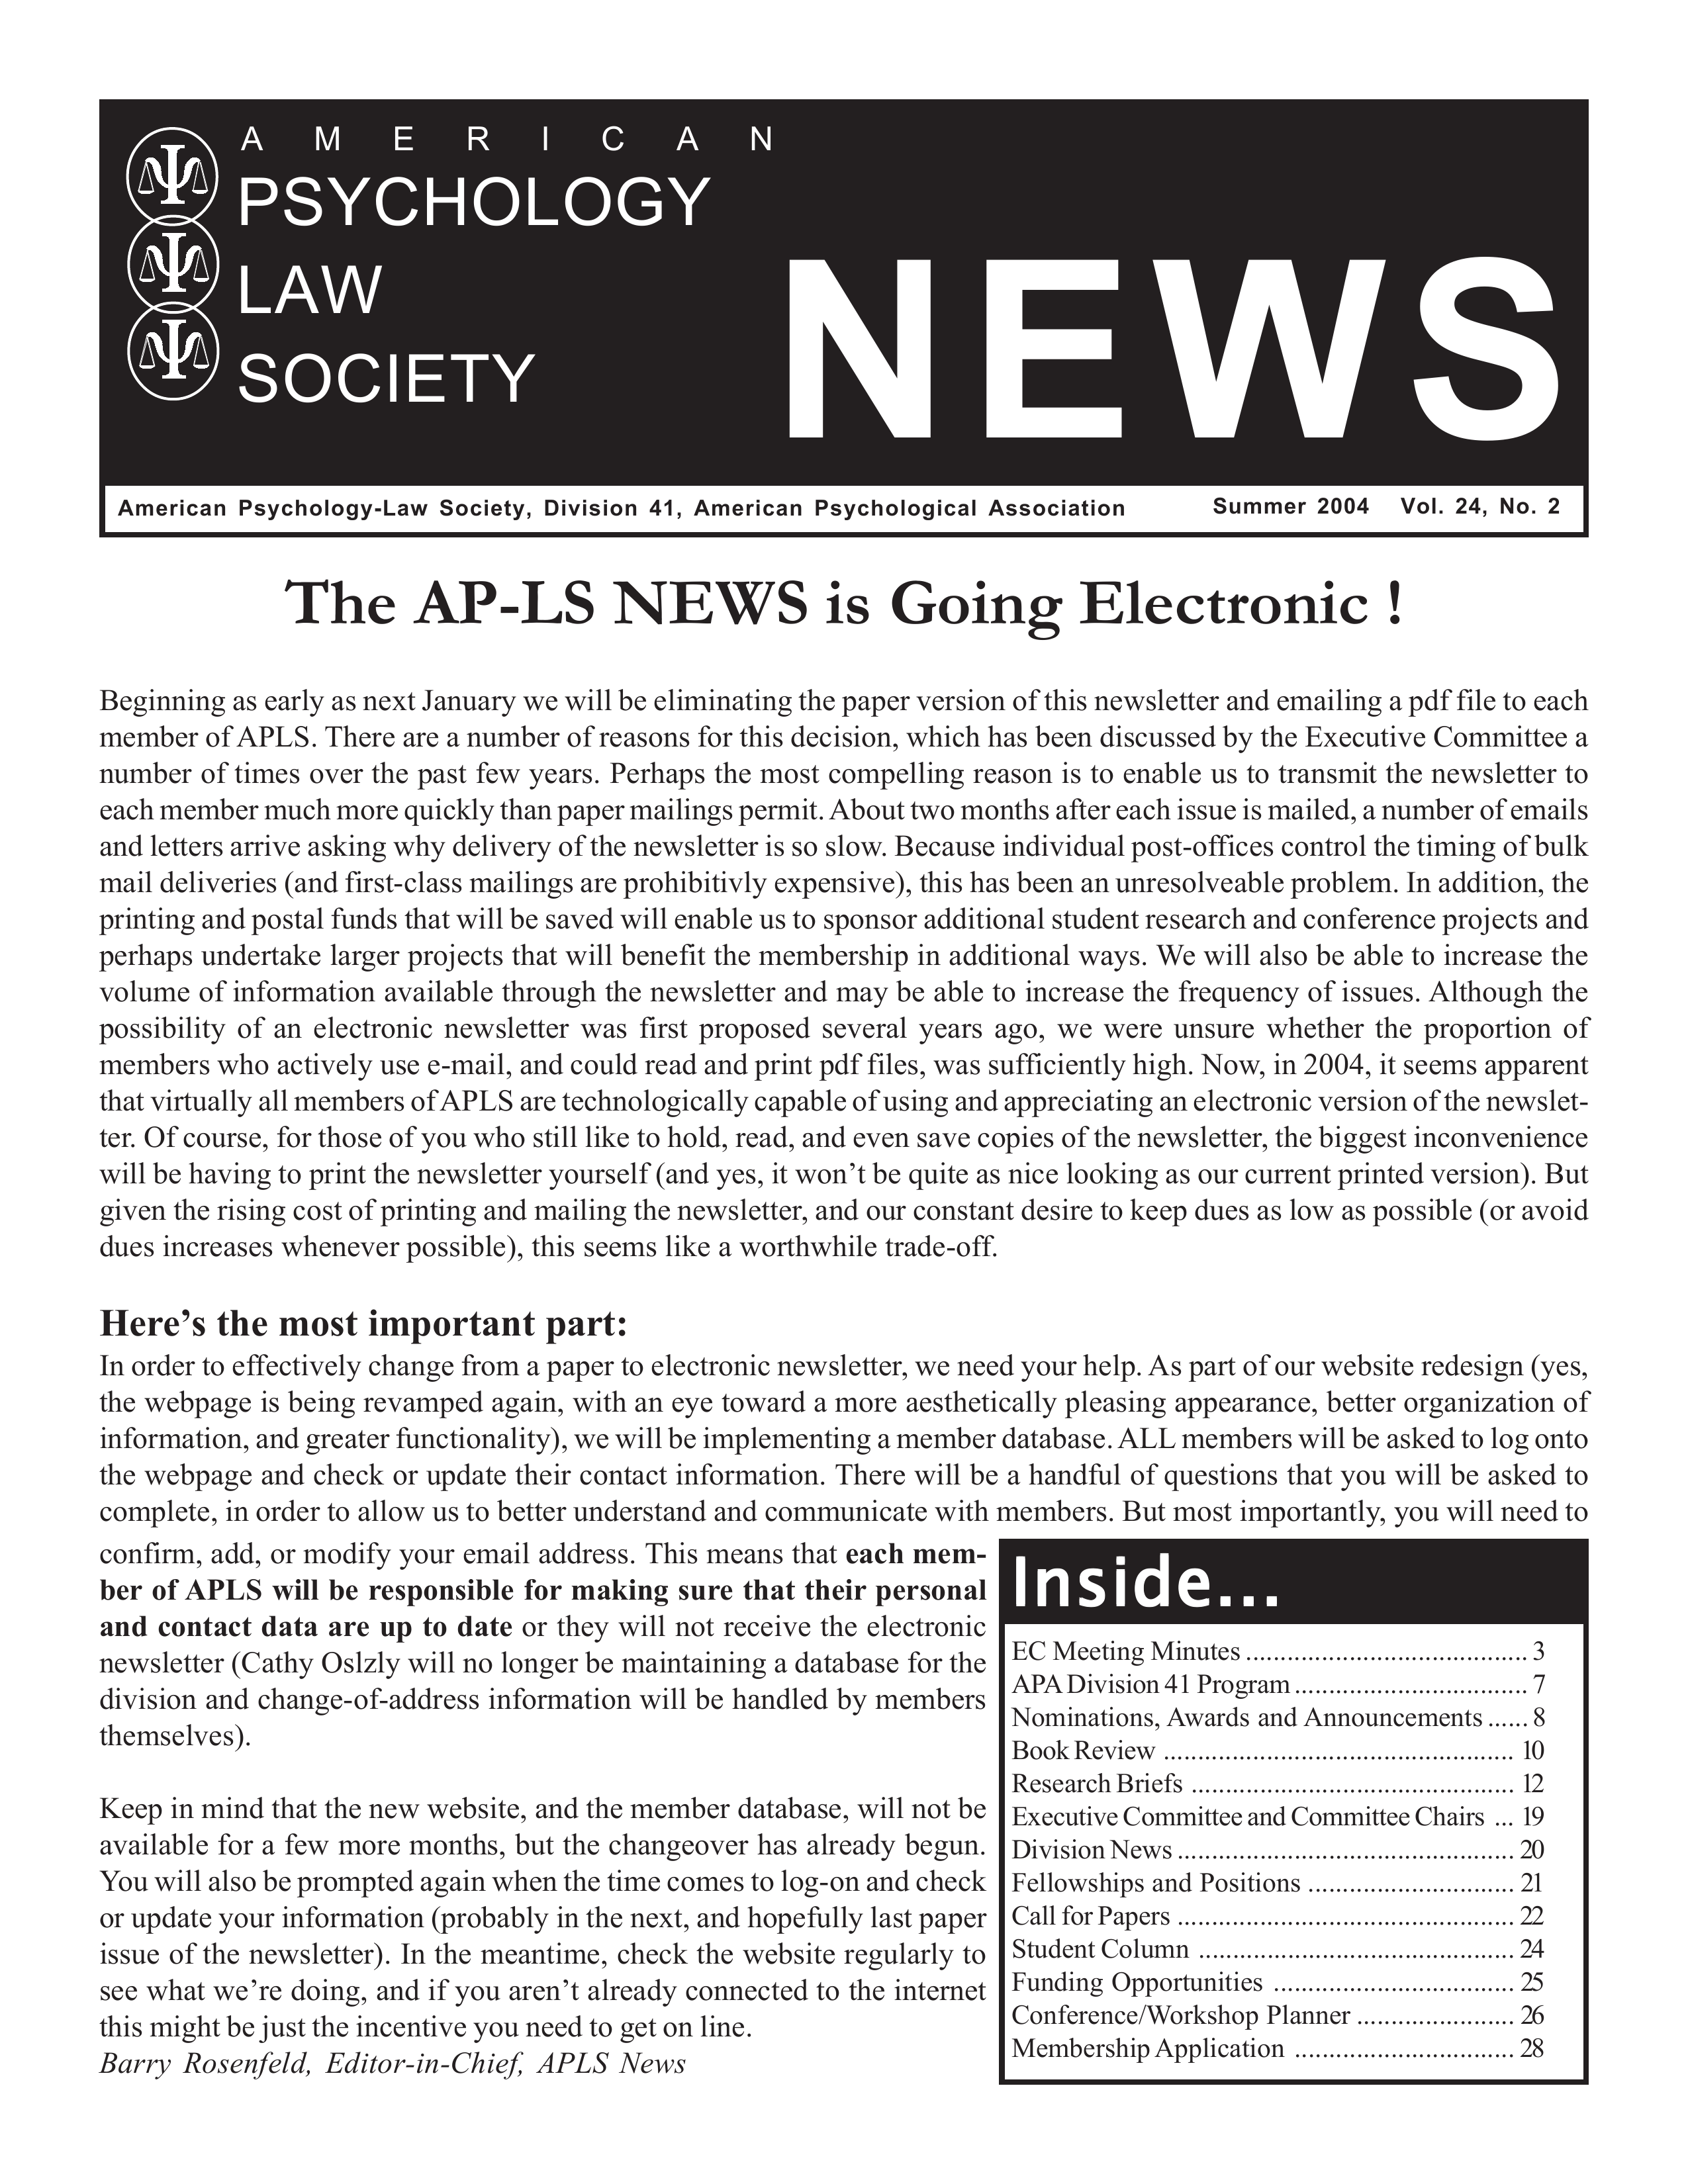 A M E R I C A N
PSYCHOLOGY
LAW
SOCIETY
NEWS
American Psychology-Law Society, Division 41, American Psychological Association Summer 2004 Vol. 24, No. 2
The AP-LS NEWS is Going Electronic !
Beginning as early as next January we will be eliminating the paper version of this newsletter and emailing a pdf file to each
member of APLS. There are a number of reasons for this decision, which has been discussed by the Executive Committee a
number of times over the past few years. Perhaps the most compelling reason is to enable us to transmit the newsletter to
each member much more quickly than paper mailings permit. About two months after each issue is mailed, a number of emails
and letters arrive asking why delivery of the newsletter is so slow. Because individual post-offices control the timing of bulk
mail deliveries (and first-class mailings are prohibitivly expensive), this has been an unresolveable problem. In addition, the
printing and postal funds that will be saved will enable us to sponsor additional student research and conference projects and
perhaps undertake larger projects that will benefit the membership in additional ways. We will also be able to increase the
volume of information available through the newsletter and may be able to increase the frequency of issues. Although the
possibility of an electronic newsletter was first proposed several years ago, we were unsure whether the proportion of
members who actively use e-mail, and could read and print pdf files, was sufficiently high. Now, in 2004, it seems apparent
that virtually all members of APLS are technologically capable of using and appreciating an electronic version of the newslet-
ter. Of course, for those of you who still like to hold, read, and even save copies of the newsletter, the biggest inconvenience
will be having to print the newsletter yourself (and yes, it won’t be quite as nice looking as our current printed version). But
given the rising cost of printing and mailing the newsletter, and our constant desire to keep dues as low as possible (or avoid
dues increases whenever possible), this seems like a worthwhile trade-off.
Here’s the most important part:
In order to effectively change from a paper to electronic newsletter, we need your help. As part of our website redesign (yes,
the webpage is being revamped again, with an eye toward a more aesthetically pleasing appearance, better organization of
information, and greater functionality), we will be implementing a member database. ALL members will be asked to log onto
the webpage and check or update their contact information. There will be a handful of questions that you will be asked to
complete, in order to allow us to better understand and communicate with members. But most importantly, you will need to
confirm, add, or modify your email address. This means that each mem-
ber of APLS will be responsible for making sure that their personal
and contact data are up to date or they will not receive the electronic
newsletter (Cathy Oslzly will no longer be maintaining a database for the
division and change-of-address information will be handled by members
themselves).
Keep in mind that the new website, and the member database, will not be
available for a few more months, but the changeover has already begun.
You will also be prompted again when the time comes to log-on and check
or update your information (probably in the next, and hopefully last paper
issue of the newsletter). In the meantime, check the website regularly to
see what we’re doing, and if you aren’t already connected to the internet
this might be just the incentive you need to get on line.
Barry Rosenfeld, Editor-in-Chief, APLS News
Inside...
EC Meeting Minutes ......................................... 3
APA Division 41 Program .................................. 7
Nominations, Awards and Announcements ...... 8
Book Review ................................................... 10
Research Briefs ............................................... 12
Executive Committee and Committee Chairs ... 19
Division News ................................................. 20
Fellowships and Positions .............................. 21
Call for Papers ................................................. 22
Student Column .............................................. 24
Funding Opportunities ................................... 25
Conference/Workshop Planner ....................... 26
Membership Application ................................ 28